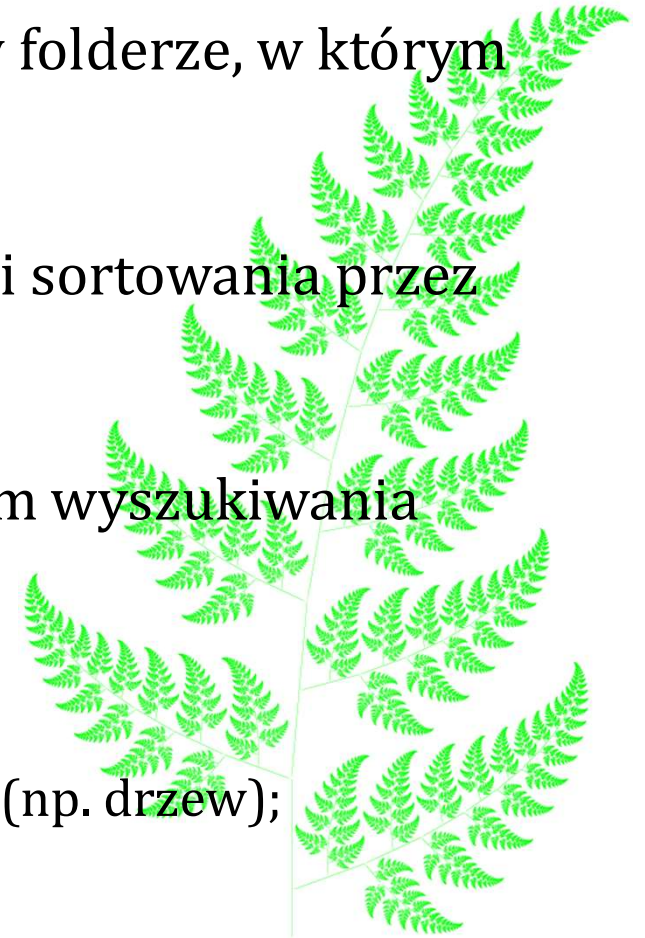 folderze, w którym
i sortowania przez
wyszukiwania
(np. drzew);